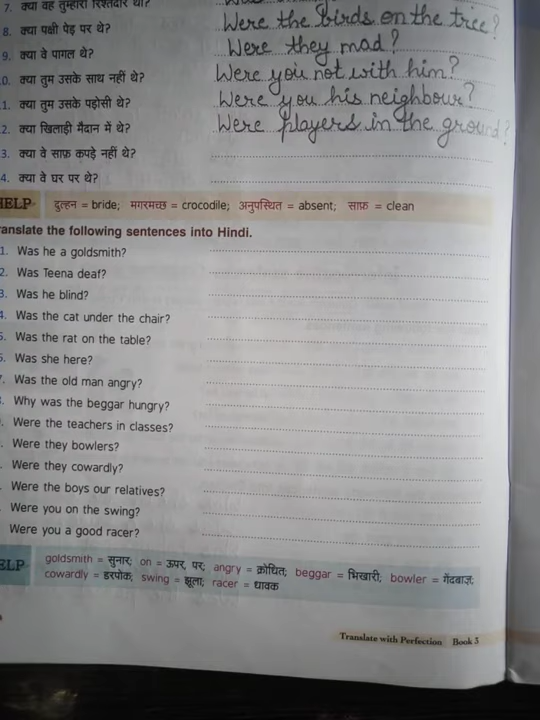 7. क्या वह तुम्हारा रिश्तेदार था?
8. क्या पक्षी पेड़ पर थे? Were the birds on the tree?
9. क्या वे पागल थे? Were they mad?
0. क्या तुम उसके साथ नहीं थे? Were you not with him?
1. क्या तुम उसके पड़ोसी थे? Were you his neighbour?
2. क्या खिलाड़ी मैदान में थे? Were players in the ground?
3. क्या वे साफ़ कपड़े नहीं थे?
4. क्या वे घर पर थे?
HELP दुल्हन = bride; मगरमच्छ = crocodile; अनुपस्थित = absent; साफ़ = clean
ranslate the following sentences into Hindi.
1. Was he a goldsmith?
2. Was Teena deaf?
3. Was he blind?
4. Was the cat under the chair?
5. Was the rat on the table?
6. Was she here?
7. Was the old man angry?
. Why was the beggar hungry?
. Were the teachers in classes?
. Were they bowlers?
. Were they cowardly?
. Were the boys our relatives?
. Were you on the swing?
Were you a good racer?
ELP goldsmith = सुनार; on = ऊपर, पर; angry = क्रोधित; beggar = भिखारी; bowler = गेंदबाज़;
cowardly = डरपोक; swing = झूला; racer = धावक
Translate with Perfection Book 5